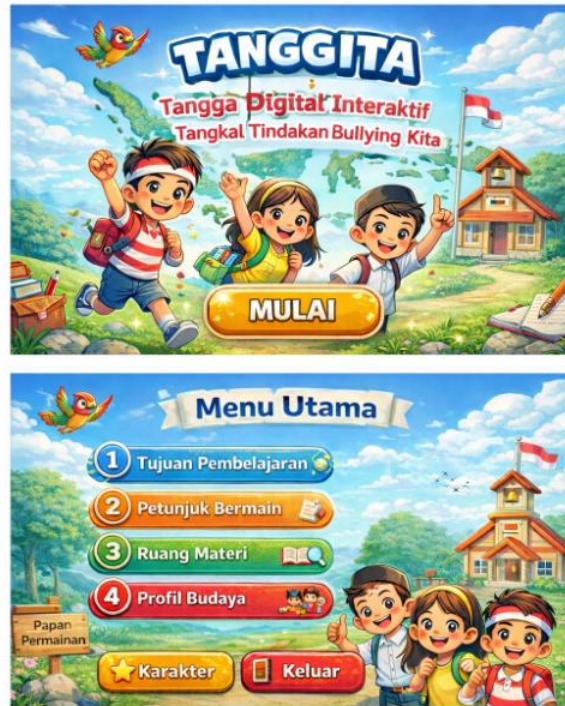 TANGGITA
Tangga Digital Interaktif
Tangkal Tindakan Bullying Kita
MULAI
Menu Utama
1 Tujuan Pembelajaran
2 Petunjuk Bermain
3 Ruang Materi
4 Profil Budaya
Papan
Permainan
Karakter
Keluar